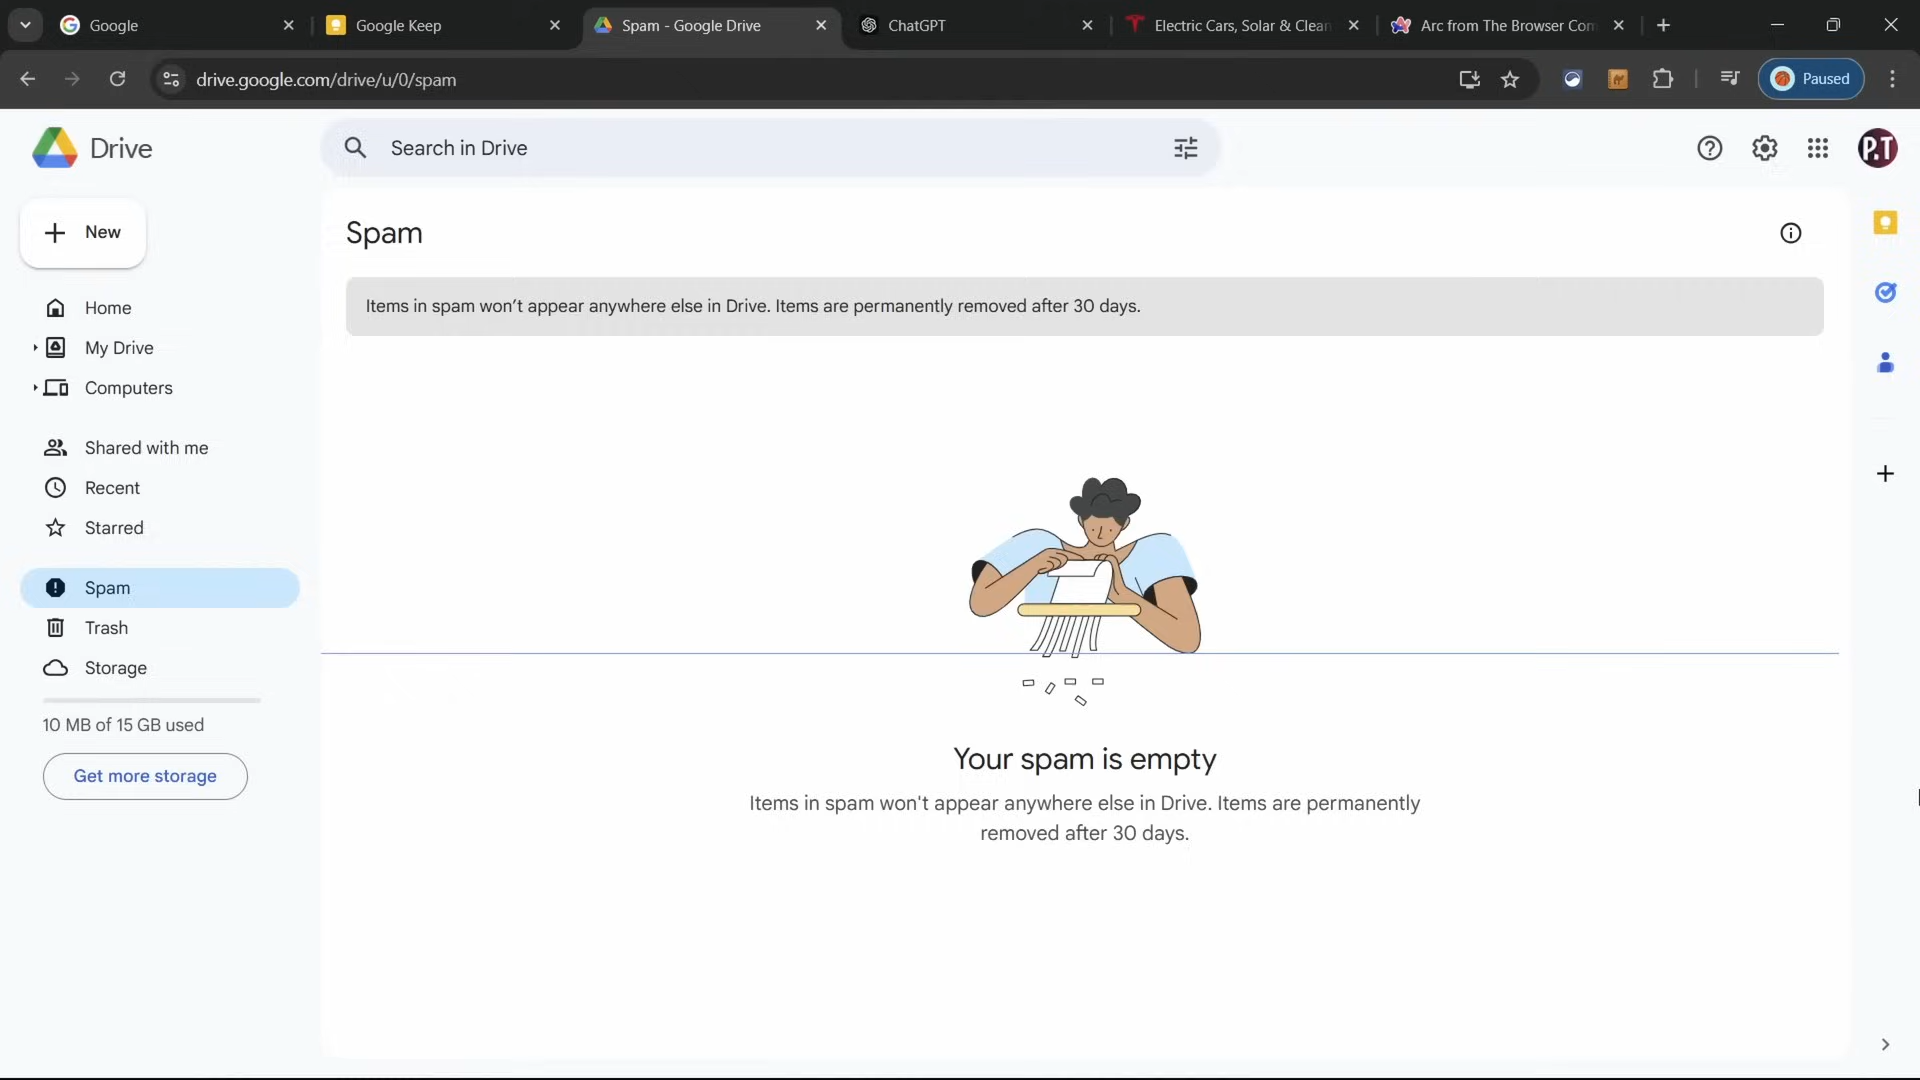 Google
Google Keep
Spam - Google Drive
ChatGPT
Electric Cars, Solar & Clean
Arc from The Browser Com
drive.google.com/drive/u/0/spam
Paused
Drive
Search in Drive
P.T
New
Spam
Items in spam won’t appear anywhere else in Drive. Items are permanently removed after 30 days.
Home
My Drive
Computers
Shared with me
Recent
Starred
Spam
Trash
Storage
10 MB of 15 GB used
Get more storage
Your spam is empty
Items in spam won't appear anywhere else in Drive. Items are permanently
removed after 30 days.